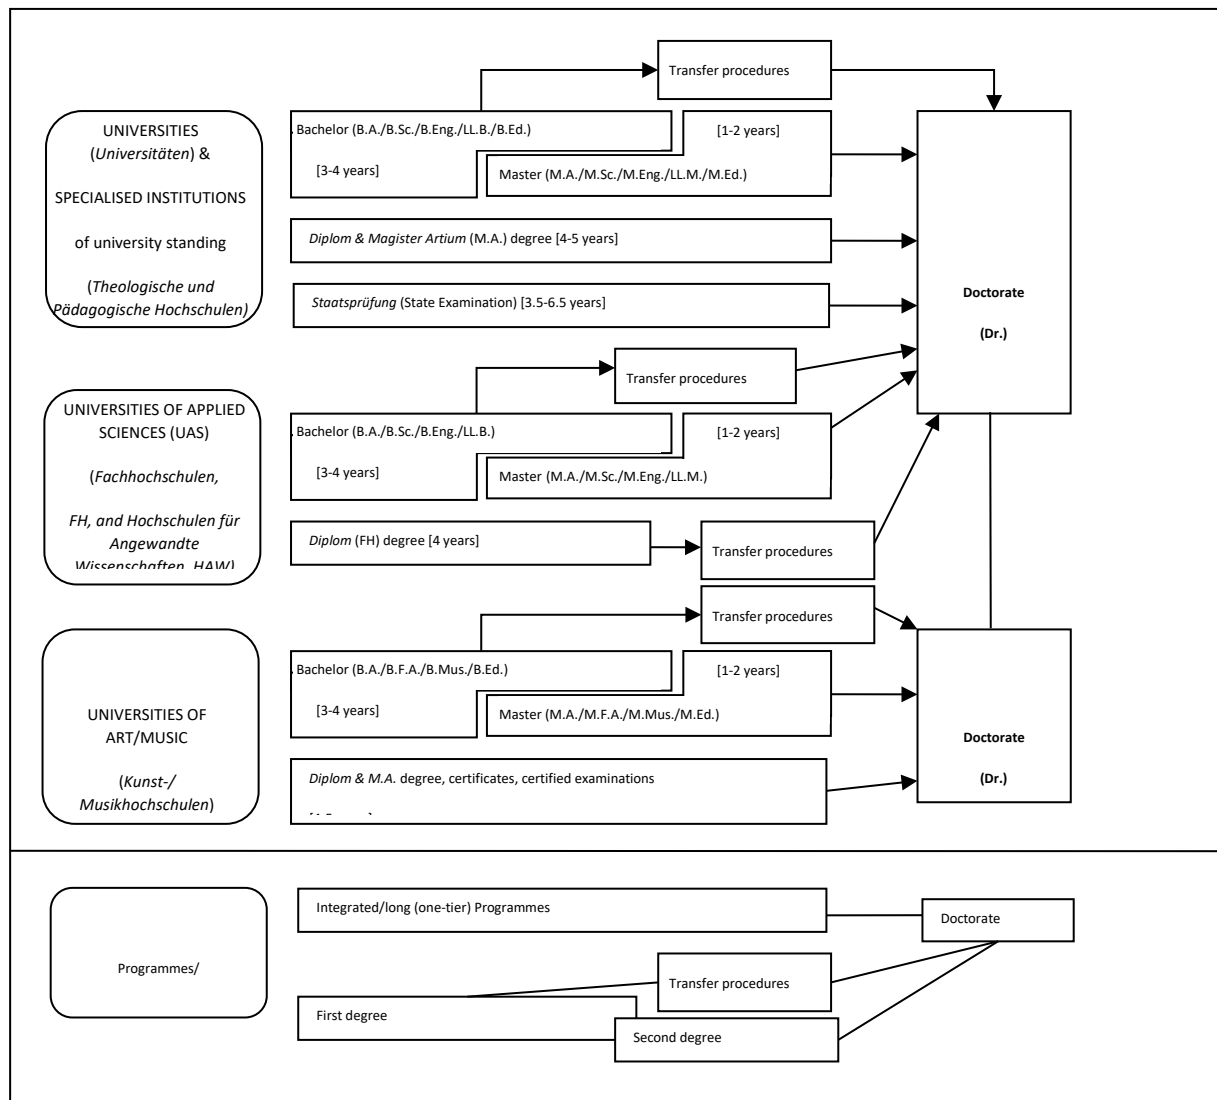 Transfer procedures
UNIVERSITIES
(Universitäten) &
SPECIALISED INSTITUTIONS
of university standing
(Theologische und
Pädagogische Hochschulen)
Bachelor (B.A./B.Sc./B.Eng./LL.B./B.Ed.)
[3-4 years]
[1-2 years]
Master (M.A./M.Sc./M.Eng./LL.M./M.Ed.)
Diplom & Magister Artium (M.A.) degree [4-5 years]
Staatsprüfung (State Examination) [3.5-6.5 years]
Doctorate
(Dr.)
Transfer procedures
UNIVERSITIES OF APPLIED
SCIENCES (UAS)
(Fachhochschulen,
FH, and Hochschulen für
Angewandte
Wissenschaften, HAW)
Bachelor (B.A./B.Sc./B.Eng./LL.B.)
[3-4 years]
[1-2 years]
Master (M.A./M.Sc./M.Eng./LL.M.)
Diplom (FH) degree [4 years]
Transfer procedures
Transfer procedures
UNIVERSITIES OF
ART/MUSIC
(Kunst-/
Musikhochschulen)
Bachelor (B.A./B.F.A./B.Mus./B.Ed.)
[3-4 years]
[1-2 years]
Master (M.A./M.F.A./M.Mus./M.Ed.)
Diplom & M.A. degree, certificates, certified examinations
Doctorate
(Dr.)
Programmes/
Integrated/long (one-tier) Programmes
Doctorate
Transfer procedures
First degree
Second degree